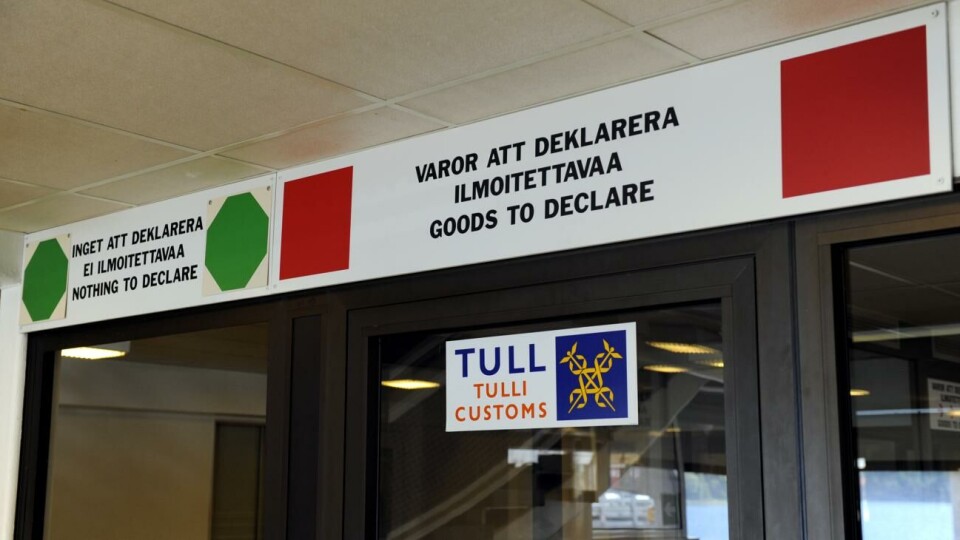 INGET ATT DEKLARERA
EI ILMOITETTAVAA
NOTHING TO DECLARE
VAROR ATT DEKLARERA
ILMOITETTAVAA
GOODS TO DECLARE
TULL
TULLI
CUSTOMS